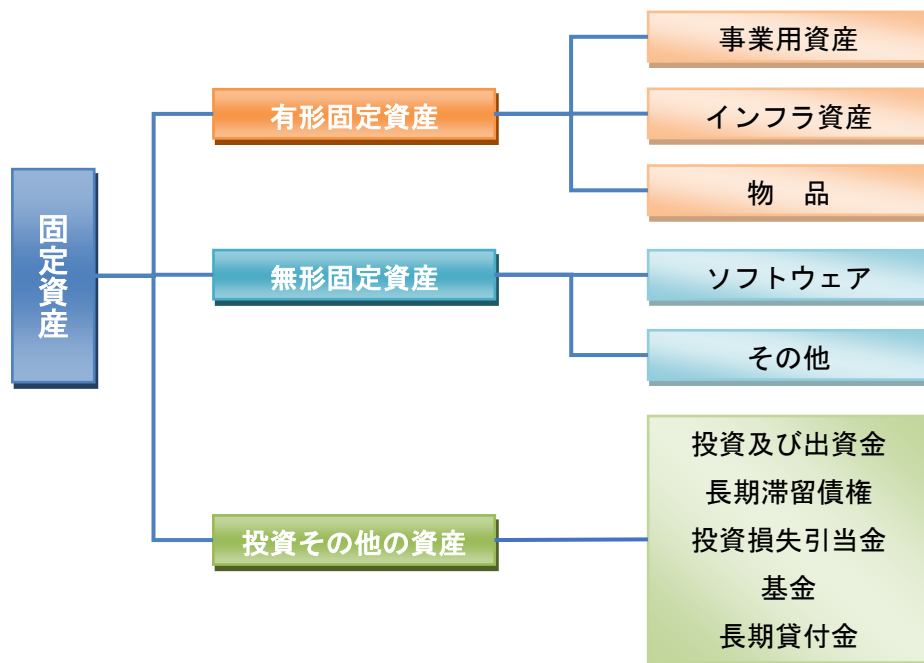 固定資産
有形固定資産
事業用資産
インフラ資産
物　品
無形固定資産
ソフトウェア
その他
投資その他の資産
投資及び出資金
長期滞留債権
投資損失引当金
基金
長期貸付金